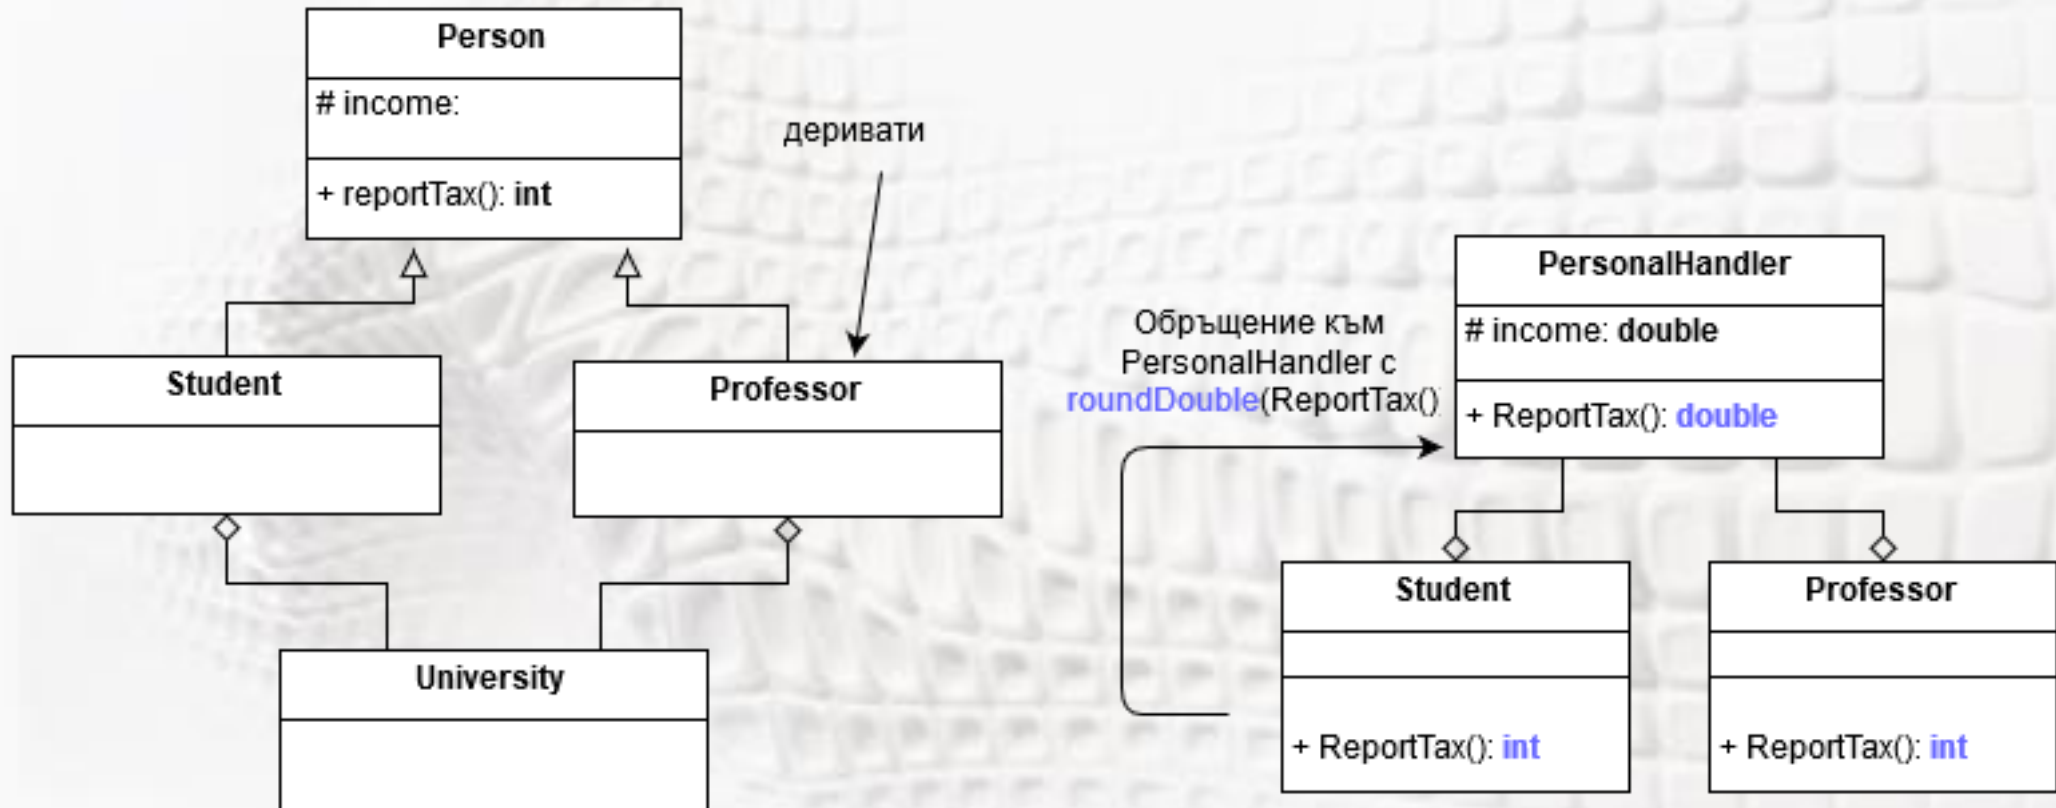 Person
# income:
+ reportTax(): int
деривати
Student
Professor
University
Обръщение към
PersonalHandler с
roundDouble(ReportTax()
PersonalHandler
# income: double
+ ReportTax(): double
Student
+ ReportTax(): int
Professor
+ ReportTax(): int